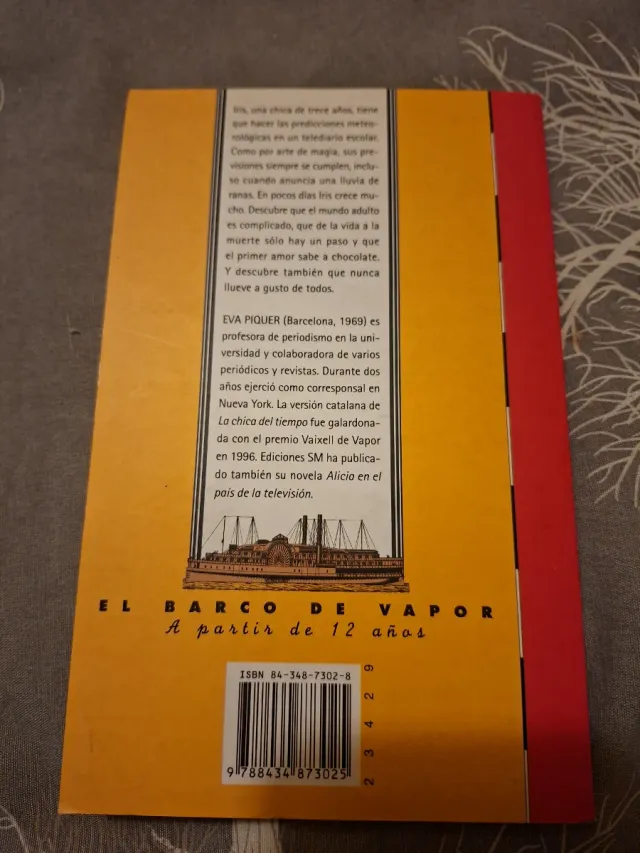 Iris, una chica de trece años, tiene
que hacer las predicciones meteo-
rológicas en un telediario escolar.
Como por arte de magia, sus pre-
visiones siempre se cumplen, inclu-
so cuando anuncia una lluvia de
ranas. En pocos días Iris crece mu-
cho. Descubre que el mundo adulto
es complicado, que de la vida a la
muerte sólo hay un paso y que
el primer amor sabe a chocolate.
Y descubre también que nunca
llueve a gusto de todos.
EVA PIQUER (Barcelona, 1969) es
profesora de periodismo en la uni-
versidad y colaboradora de varios
periódicos y revistas. Durante dos
años ejerció como corresponsal en
Nueva York. La versión catalana de
La chica del tiempo fue galardona-
da con el premio Vaixell de Vapor
en 1996. Ediciones SM ha publica-
do también su novela Alicia en el
país de la televisión.
EL BARCO DE VAPOR
A partir de 12 años
ISBN 84-348-7302-8
9 788434 873025
23429